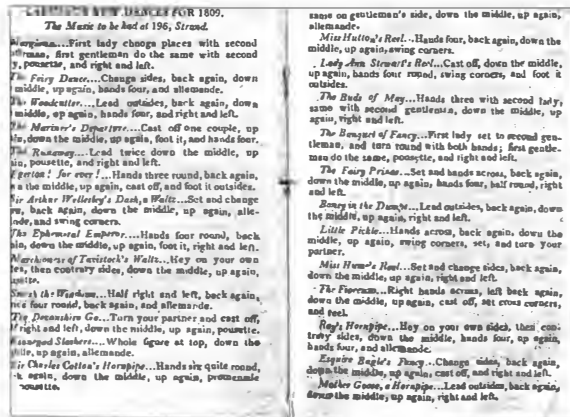 DANCES FOR 1809.
The Music to be had at 196, Strand.
....First lady changes places with second
first gentleman do the same with second
pousette, and right and left.
The Fairy Dance....Change sides, back again, down
middle, up again, hands four, and allemande.
The Woodcutter....Lead outsides, back again, down
middle, up again, hands four, and right and left.
The Mariner's Departure....Cast off one couple, up
down the middle, up again, foot it, and hands four.
The Runaway....Lead twice down the middle, up
pousette, and right and left.
Egerton! for ever!...Hands three round, back again,
the middle, up again, cast off, and foot it outsides.
Sir Arthur Wellesley's Dash, a Waltz...Set and change
back again, down the middle, up again, alle-
and swing corners.
The Ephemeral Emperor....Hands four round, back
down the middle, up again, foot it, right and left.
Marchioness of Tavistock's Waltz...Hey on your own
then contrary sides, down the middle, up again,
Smash the Windows...Half right and left, back again,
four round, back again, and allemande.
The Devonshire Go...Turn your partner and cast off,
right and left, down the middle, up again, pousette.
....Whole figure at top, down the
up again, allemande.
Sir Charles Cotton's Hornpipe...Hands six quite round,
again, down the middle, up again, promenade
pousette.
same on gentleman's side, down the middle, up again,
allemande.
Miss Hutton's Reel...Hands four, back again, down the
middle, up again, swing corners.
Lady Ann Stewart's Reel...Cast off, down the middle,
up again, hands four round, swing corners, and foot it
outsides.
The Buds of May...Hands three with second lady,
same with second gentleman, down the middle, up
again, right and left.
The Bouquet of Fancy...First lady set to second gen-
tleman, and turn round with both hands; first gentle-
man do the same, pousette, and right and left.
The Fairy Prince...Set and hands across, back again,
down the middle, up again, hands four, half round, right
and left.
Boney in the Dumps...Lead outsides, back again, down
the middle, up again, right and left.
Little Pickle...Hands across, back again, down the
middle, up again, swing corners, set, and turn your
partner.
Miss Hume's Reel...Set and change sides, back again,
down the middle, up again, right and left.
The Fiorenum...Right hands across, left back again,
down the middle, up again, cast off, set cross corners,
and reel.
Ray's Hornpipe...Hey on your own sides, then con-
trary sides, down the middle, hands four, up again,
hands four, and allemande.
Esquire Bugle's Fancy...Change sides, back again,
down the middle, up again, cast off, and right and left.
Mother Goose, a Hornpipe...Lead outsides, back again,
down the middle, up again, right and left.